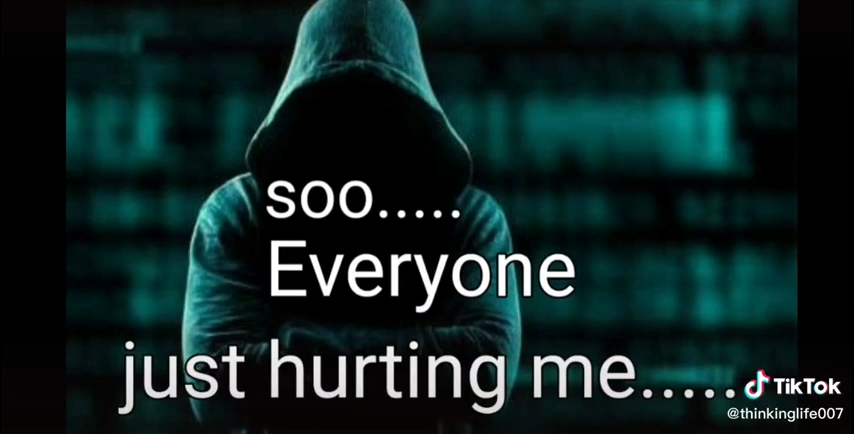 soo.....
Everyone
just hurting me.....
TikTok
@thinkinglife007